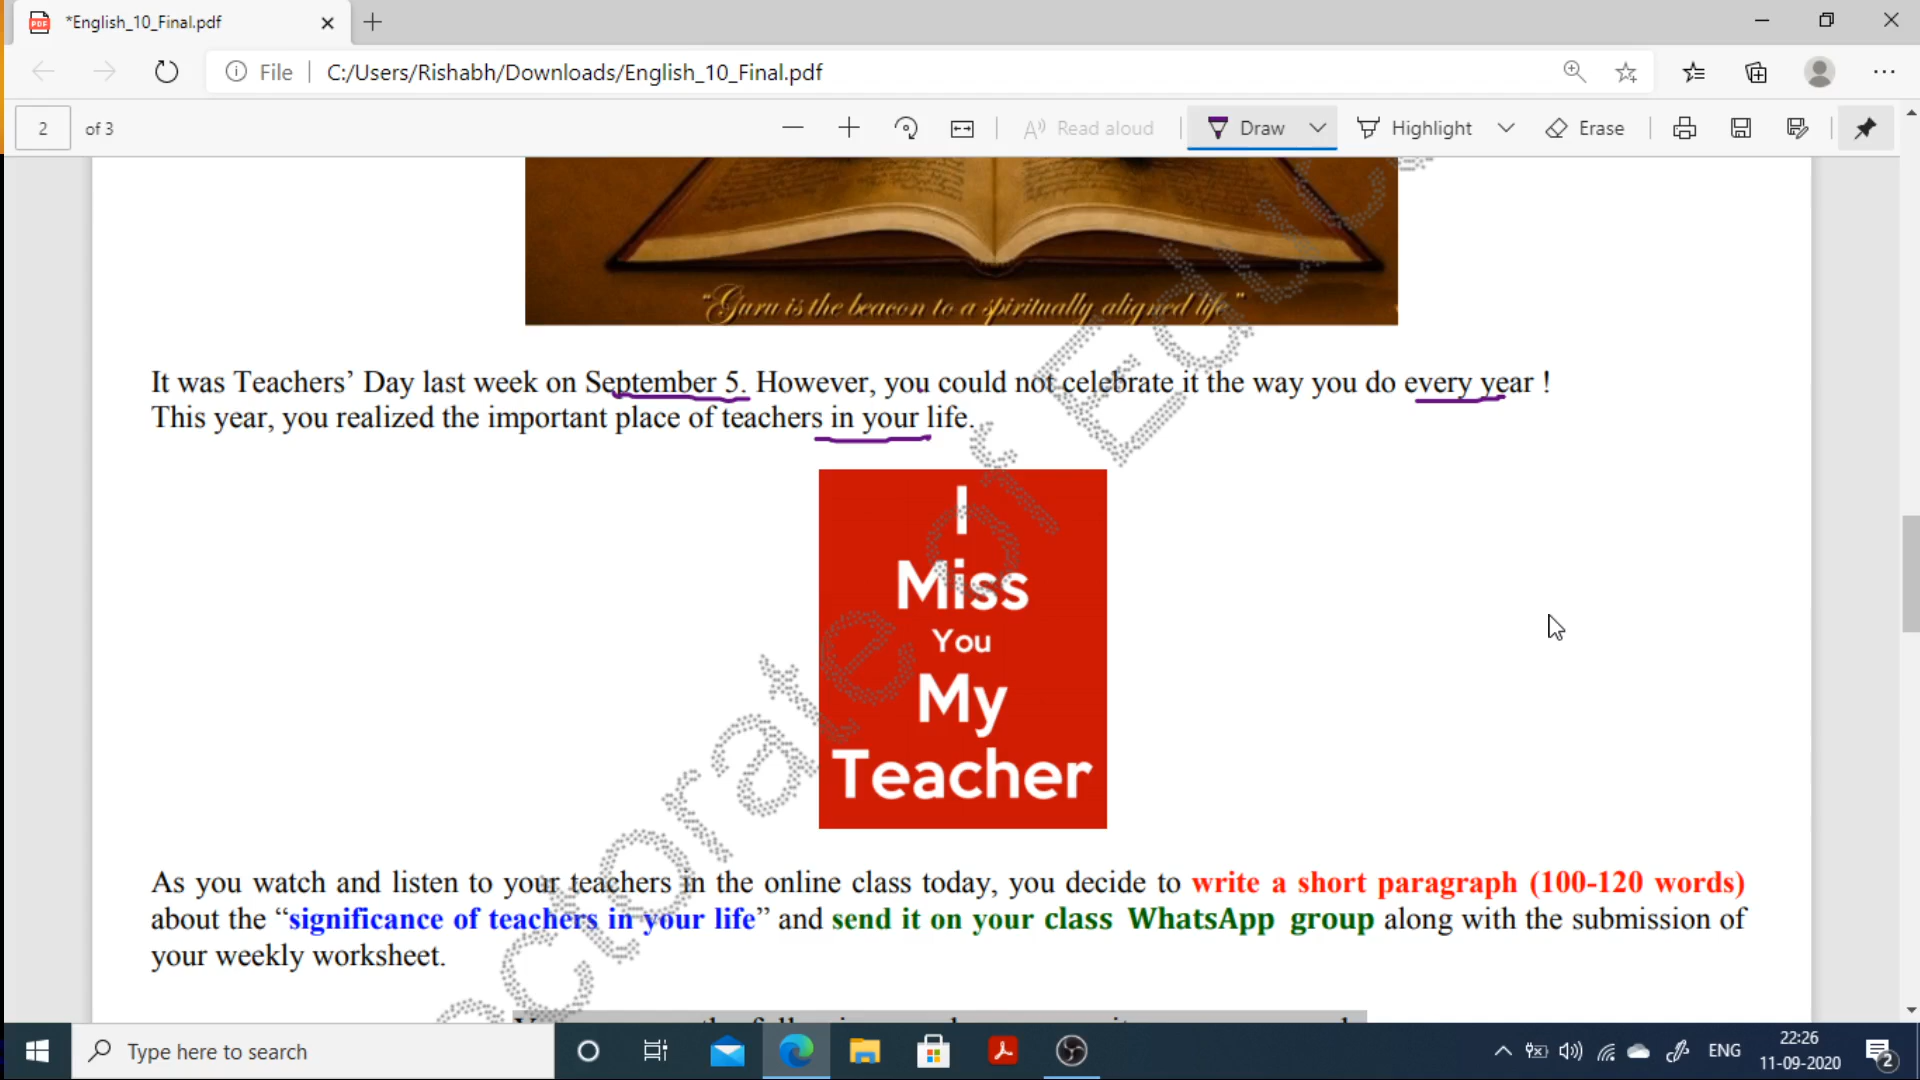 *English_10_Final.pdf
File
C:/Users/Rishabh/Downloads/English_10_Final.pdf
2 of 3
Read aloud
Draw
Highlight
Erase
"Guru is the beacon to a spiritually aligned life"
It was Teachers’ Day last week on September 5. However, you could not celebrate it the way you do every year !
This year, you realized the important place of teachers in your life.
I
Miss
You
My
Teacher
As you watch and listen to your teachers in the online class today, you decide to write a short paragraph (100-120 words)
about the “significance of teachers in your life” and send it on your class WhatsApp group along with the submission of
your weekly worksheet.
Type here to search
ENG
22:26
11-09-2020
2